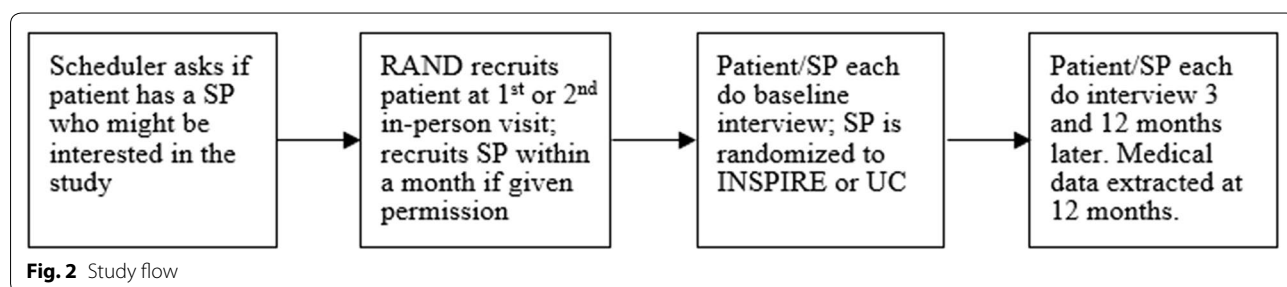 Scheduler asks if
patient has a SP
who might be
interested in the
study
RAND recruits
patient at 1st or 2nd
in-person visit;
recruits SP within
a month if given
permission
Patient/SP each
do baseline
interview; SP is
randomized to
INSPIRE or UC
Patient/SP each
do interview 3
and 12 months
later. Medical
data extracted at
12 months.
Fig. 2 Study flow